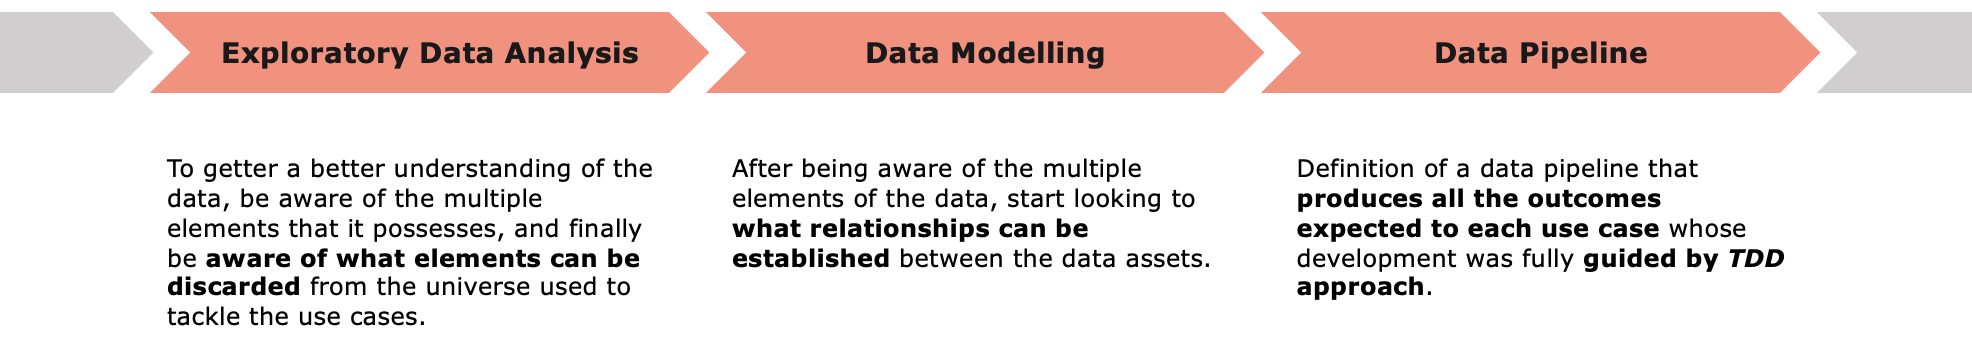 Exploratory Data Analysis
Data Modelling
Data Pipeline
To getter a better understanding of the
data, be aware of the multiple
elements that it possesses, and finally
be aware of what elements can be
discarded from the universe used to
tackle the use cases.
After being aware of the multiple
elements of the data, start looking to
what relationships can be
established between the data assets.
Definition of a data pipeline that
produces all the outcomes
expected to each use case whose
development was fully guided by TDD
approach.